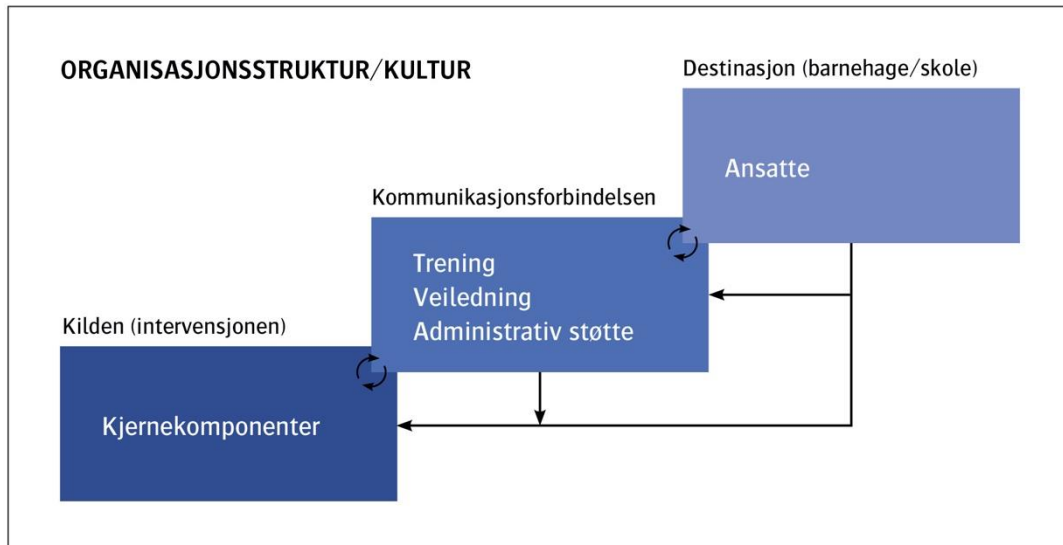 ORGANISASJONSSTRUKTUR/KULTUR
Destinasjon (barnehage/skole)
Ansatte
Kommunikasjonsforbindelsen
Trening
Veiledning
Administrativ støtte
Kilden (intervensjonen)
Kjernekomponenter